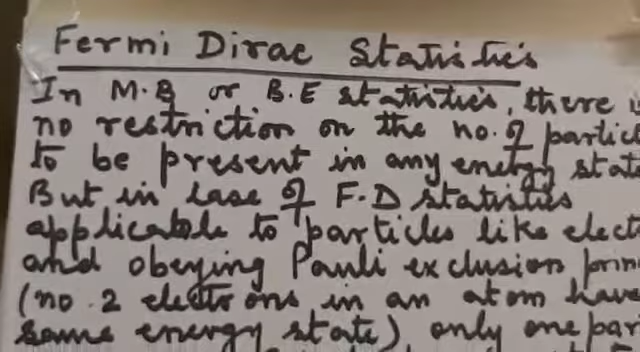 Fermi Dirac Statistics
In M.B or B.E statistics, there i
no restriction on the no. of partic
to be present in any energy stat
But in case of F.D statistics
applicable to particles like elect
and obeying Pauli exclusion prin
(no 2 electrons in an atom have
same energy state), only one par